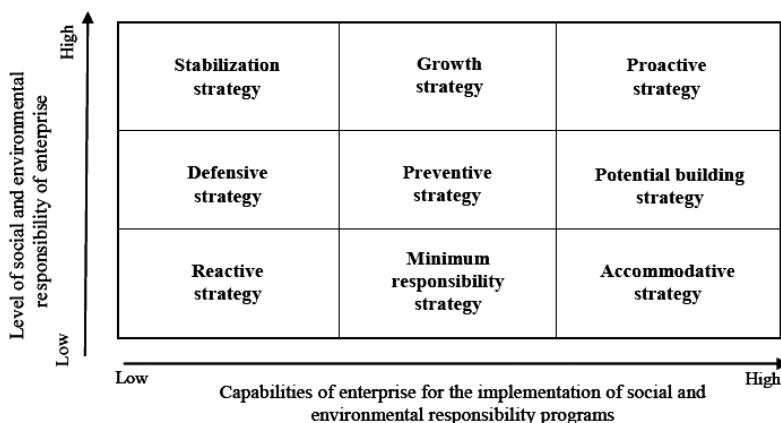 High
Stabilization
strategy
Growth
strategy
Proactive
strategy
Level of social and environmental
responsibility of enterprise
Defensive
strategy
Preventive
strategy
Potential building
strategy
Reactive
strategy
Minimum
responsibility
strategy
Accommodative
strategy
Low
Low
High
Capabilities of enterprise for the implementation of social and
environmental responsibility programs